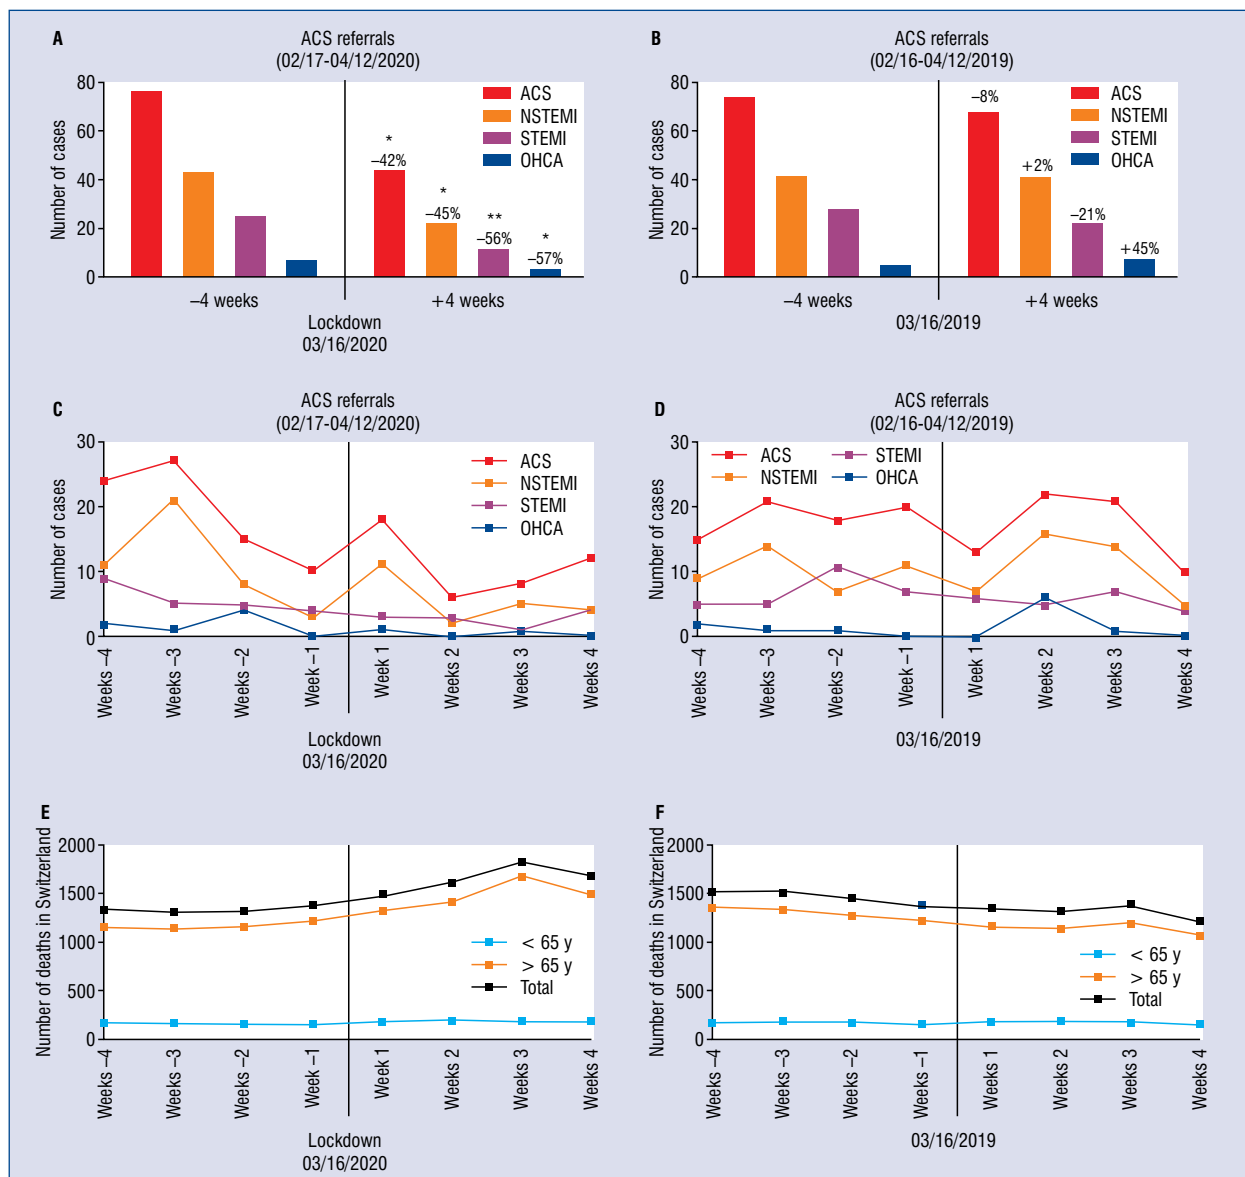 A
ACS referrals
(02/17-04/12/2020)
Number of cases
80
60
40
20
0
ACS
NSTEMI
STEMI
OHCA
*
–42%
*
–45%
**
–56%
*
–57%
–4 weeks
+4 weeks
Lockdown
03/16/2020
B
ACS referrals
(02/16-04/12/2019)
Number of cases
80
60
40
20
0
ACS
NSTEMI
STEMI
OHCA
–8%
+2%
–21%
+45%
–4 weeks
+4 weeks
03/16/2019
C
ACS referrals
(02/17-04/12/2020)
Number of cases
30
20
10
0
ACS
NSTEMI
STEMI
OHCA
Weeks –4
Weeks –3
Weeks –2
Week –1
Week 1
Weeks 2
Weeks 3
Weeks 4
Lockdown
03/16/2020
D
ACS referrals
(02/16-04/12/2019)
Number of cases
30
20
10
0
ACS
NSTEMI
STEMI
OHCA
Weeks –4
Weeks –3
Weeks –2
Week –1
Week 1
Weeks 2
Weeks 3
Weeks 4
03/16/2019
E
Number of deaths in Switzerland
2000
1500
1000
500
0
< 65 y
> 65 y
Total
Weeks –4
Weeks –3
Weeks –2
Week –1
Week 1
Weeks 2
Weeks 3
Weeks 4
Lockdown
03/16/2020
F
Number of deaths in Switzerland
2000
1500
1000
500
0
< 65 y
> 65 y
Total
Weeks –4
Weeks –3
Weeks –2
Week –1
Weeks 1
Weeks 2
Weeks 3
Weeks 4
03/16/2019